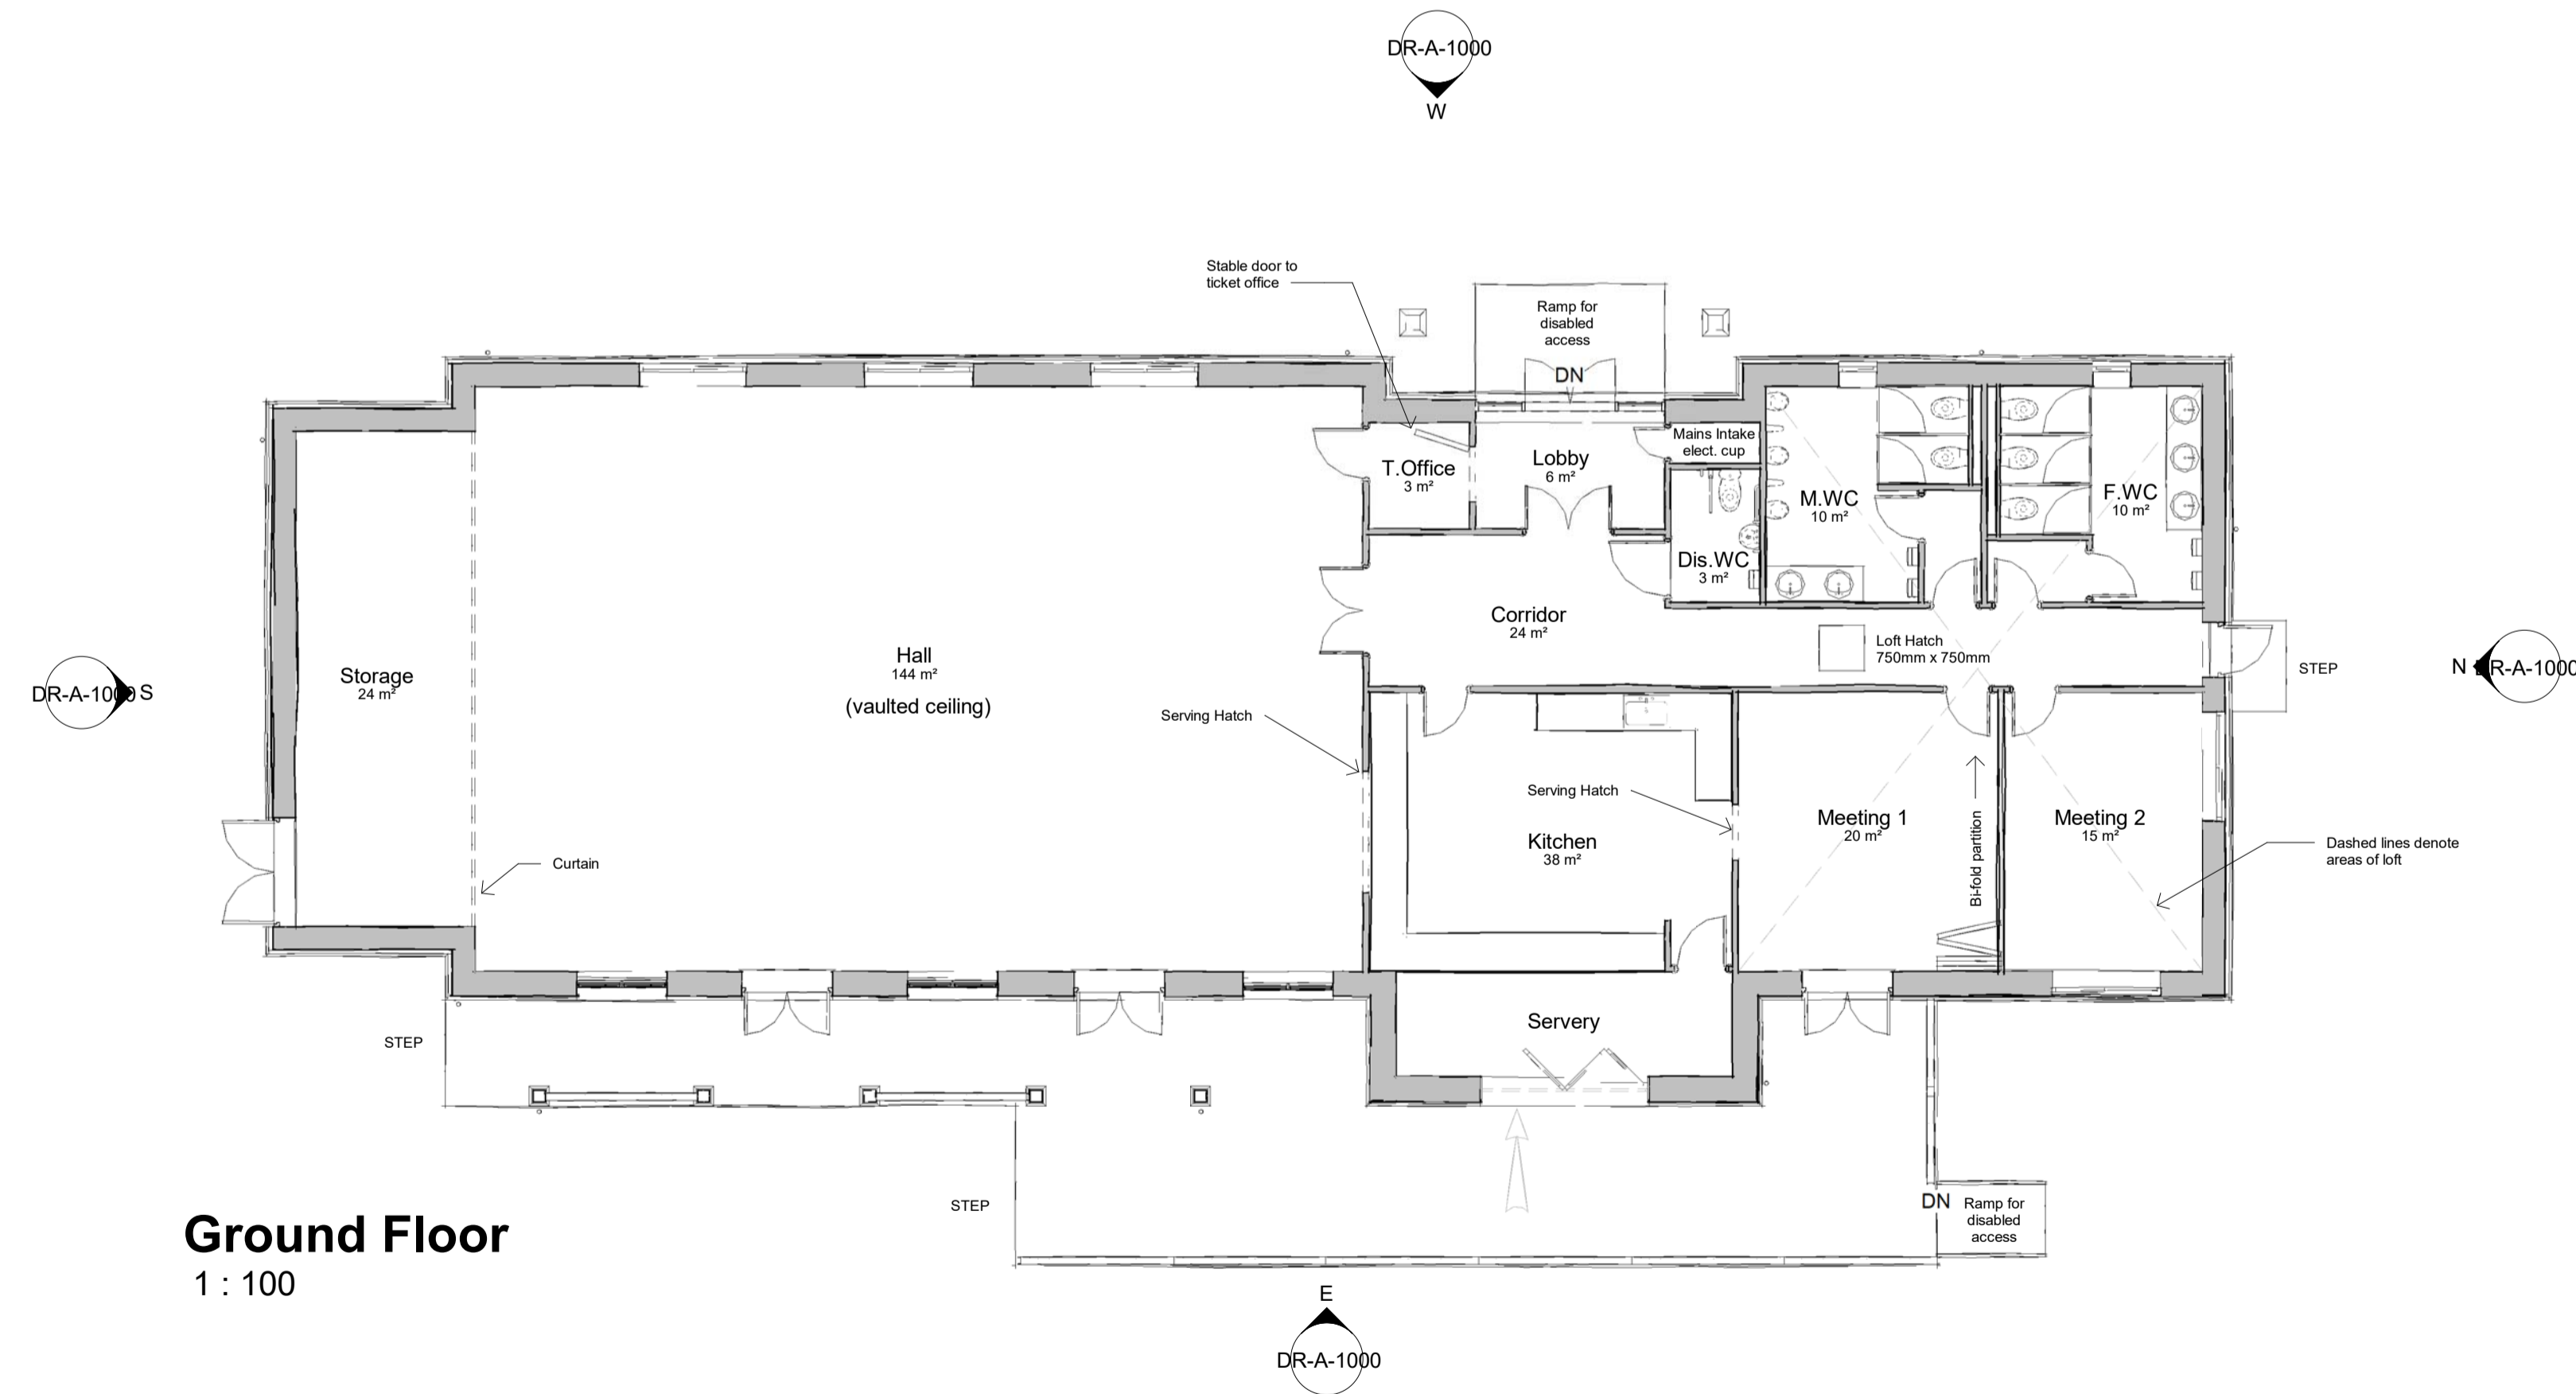 DR-A-1000
W
Stable door to
ticket office
Ramp for
disabled
access
DN
Mains Intake
elect. cup
T.Office
3 m²
Lobby
6 m²
M.WC
10 m²
F.WC
10 m²
Dis.WC
3 m²
Corridor
24 m²
Loft Hatch
750mm x 750mm
STEP
N
DR-A-1000
DR-A-1000
S
Storage
24 m²
Hall
144 m²
(vaulted ceiling)
Serving Hatch
Serving Hatch
Kitchen
38 m²
Meeting 1
20 m²
Bi-fold partition
Meeting 2
15 m²
Dashed lines denote
areas of loft
Curtain
Servery
STEP
STEP
DN
Ramp for
disabled
access
Ground Floor
1 : 100
E
DR-A-1000